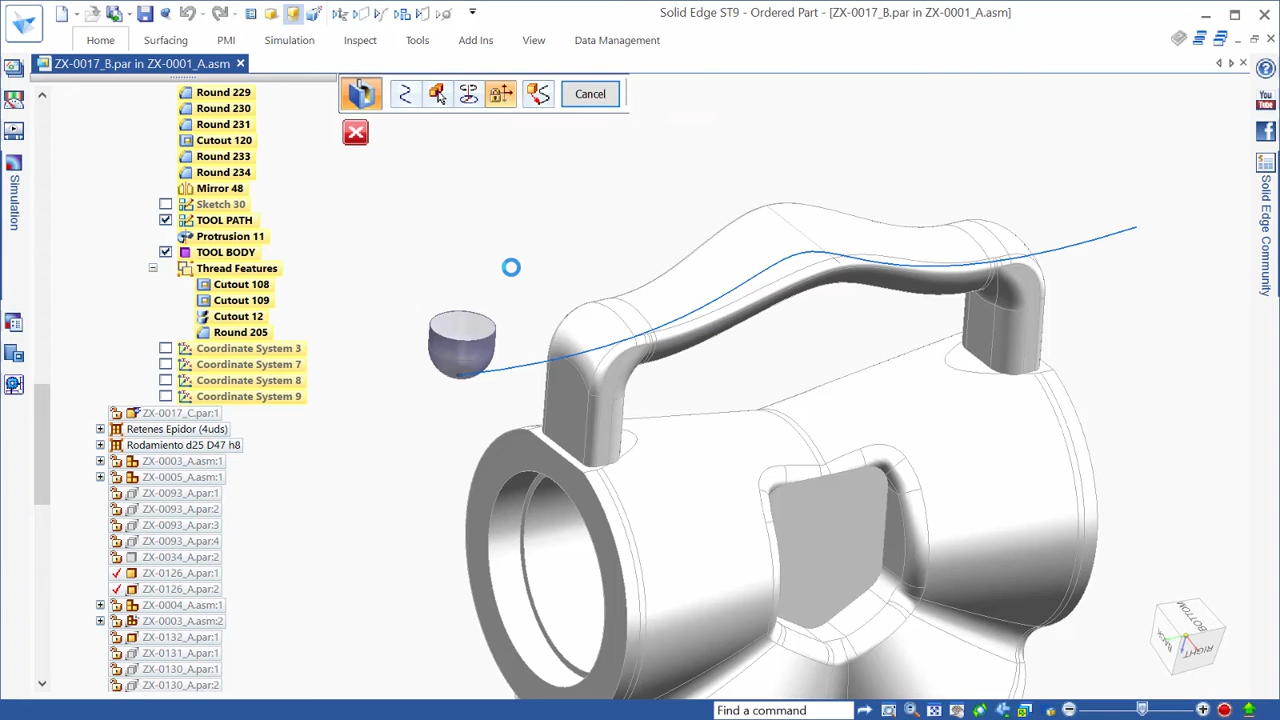 Solid Edge ST9 - Ordered Part - [ZX-0017_B.par in ZX-0001_A.asm]
Home
Surfacing
PMI
Simulation
Inspect
Tools
Add Ins
View
Data Management
ZX-0017_B.par in ZX-0001_A.asm
Cancel
Round 229
Round 230
Round 231
Cutout 120
Round 233
Round 234
Mirror 48
Sketch 30
TOOL PATH
Protrusion 11
TOOL BODY
Thread Features
Cutout 108
Cutout 109
Cutout 12
Round 205
Coordinate System 3
Coordinate System 7
Coordinate System 8
Coordinate System 9
ZX-0017_C.par:1
Retenes Epidor (4uds)
Rodamiento d25 D47 h8
ZX-0003_A.asm:1
ZX-0005_A.asm:1
ZX-0093_A.par:1
ZX-0093_A.par:2
ZX-0093_A.par:3
ZX-0093_A.par:4
ZX-0034_A.par:2
ZX-0126_A.par:1
ZX-0126_A.par:2
ZX-0004_A.asm:1
ZX-0003_A.asm:2
ZX-0132_A.par:1
ZX-0131_A.par:1
ZX-0130_A.par:1
ZX-0130_A.par:2
Simulation
You
Tube
Solid Edge Community
BOTTOM
BACK
RIGHT
Find a command